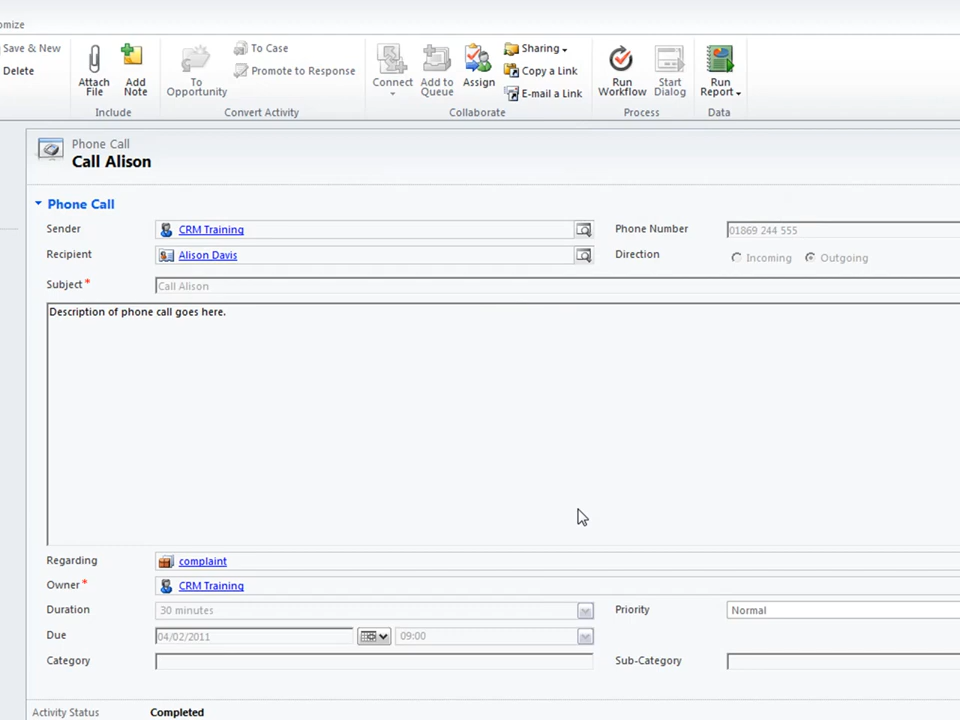 omize
Save & New
Delete
Attach File
Add Note
Include
To Opportunity
To Case
Promote to Response
Convert Activity
Connect
Add to Queue
Assign
Sharing
Copy a Link
E-mail a Link
Collaborate
Run Workflow
Start Dialog
Process
Run Report
Data
Phone Call
Call Alison
Phone Call
Sender CRM Training Phone Number 01869 244 555
Recipient Alison Davis Direction Incoming Outgoing
Subject* Call Alison
Description of phone call goes here.
Regarding complaint
Owner* CRM Training
Duration 30 minutes Priority Normal
Due 04/02/2011 09:00
Category Sub-Category
Activity Status Completed